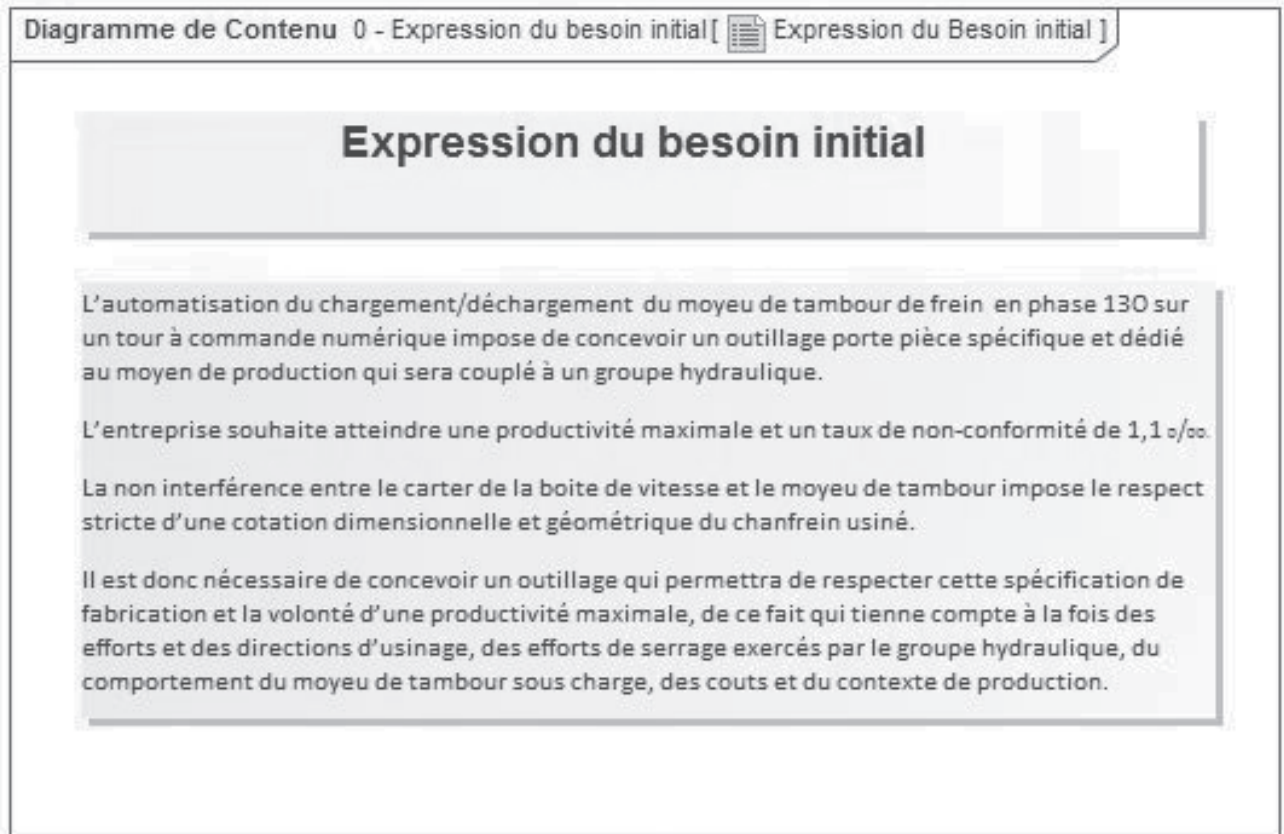 Diagramme de Contenu 0 - Expression du besoin initial[ Expression du Besoin initial ]
Expression du besoin initial
L'automatisation du chargement/déchargement du moyeu de tambour de frein en phase 130 sur
un tour à commande numérique impose de concevoir un outillage porte pièce spécifique et dédié
au moyen de production qui sera couplé à un groupe hydraulique.
L'entreprise souhaite atteindre une productivité maximale et un taux de non-conformité de 1,1 o/oo.
La non interférence entre le carter de la boite de vitesse et le moyeu de tambour impose le respect
stricte d'une cotation dimensionnelle et géométrique du chanfrein usiné.
Il est donc nécessaire de concevoir un outillage qui permettra de respecter cette spécification de
fabrication et la volonté d'une productivité maximale, de ce fait qui tienne compte à la fois des
efforts et des directions d'usinage, des efforts de serrage exercés par le groupe hydraulique, du
comportement du moyeu de tambour sous charge, des couts et du contexte de production.